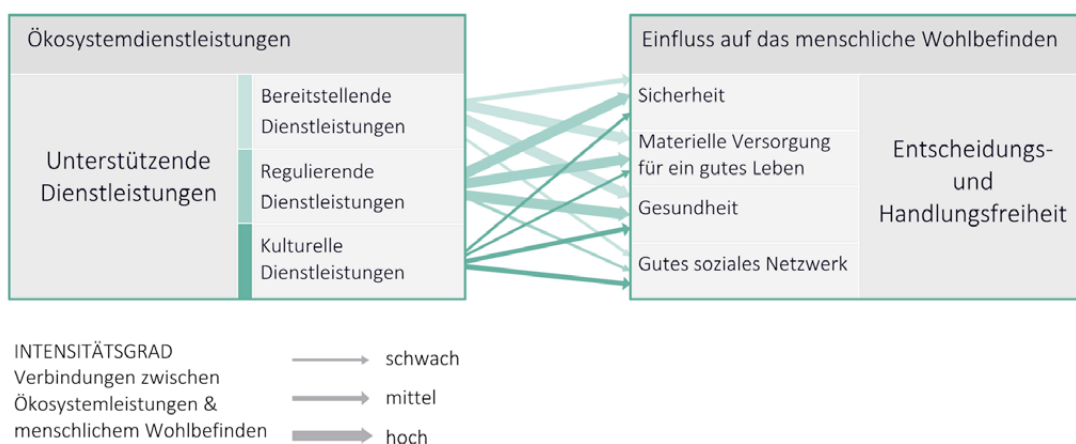 Ökosystemdienstleistungen
Unterstützende
Dienstleistungen
Bereitstellende
Dienstleistungen
Regulierende
Dienstleistungen
Kulturelle
Dienstleistungen
Einfluss auf das menschliche Wohlbefinden
Sicherheit
Materielle Versorgung
für ein gutes Leben
Gesundheit
Gutes soziales Netzwerk
Entscheidungs-
und
Handlungsfreiheit
INTENSITÄTSGRAD
Verbindungen zwischen
Ökosystemleistungen &
menschlichem Wohlbefinden
schwach
mittel
hoch